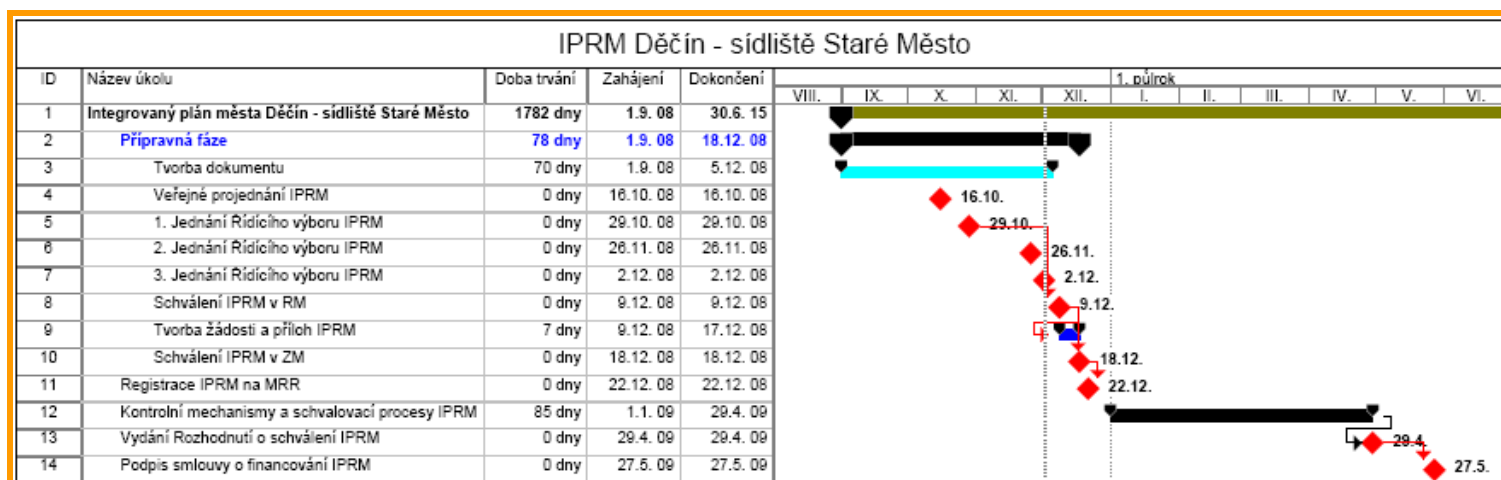 IPRM Děčín - sídliště Staré Město
ID Název úkolu Doba trvání Zahájení Dokončení 1. půlrok
VIII. IX. X. XI. XII. I. II. III. IV. V. VI.
1 Integrovaný plán města Děčín - sídliště Staré Město 1782 dny 1.9. 08 30.6. 15
2 Přípravná fáze 78 dny 1.9. 08 18.12. 08
3 Tvorba dokumentu 70 dny 1.9. 08 5.12. 08
4 Veřejné projednání IPRM 0 dny 16.10. 08 16.10. 08 16.10.
5 1. Jednání Řídícího výboru IPRM 0 dny 29.10. 08 29.10. 08 29.10.
6 2. Jednání Řídícího výboru IPRM 0 dny 26.11. 08 26.11. 08 26.11.
7 3. Jednání Řídícího výboru IPRM 0 dny 2.12. 08 2.12. 08 2.12.
8 Schválení IPRM v RM 0 dny 9.12. 08 9.12. 08 9.12.
9 Tvorba žádosti a příloh IPRM 7 dny 9.12. 08 17.12. 08
10 Schválení IPRM v ZM 0 dny 18.12. 08 18.12. 08 18.12.
11 Registrace IPRM na MRR 0 dny 22.12. 08 22.12. 08 22.12.
12 Kontrolní mechanismy a schvalovací procesy IPRM 85 dny 1.1. 09 29.4. 09
13 Vydání Rozhodnutí o schválení IPRM 0 dny 29.4. 09 29.4. 09 29.4.
14 Podpis smlouvy o financování IPRM 0 dny 27.5. 09 27.5. 09 27.5.